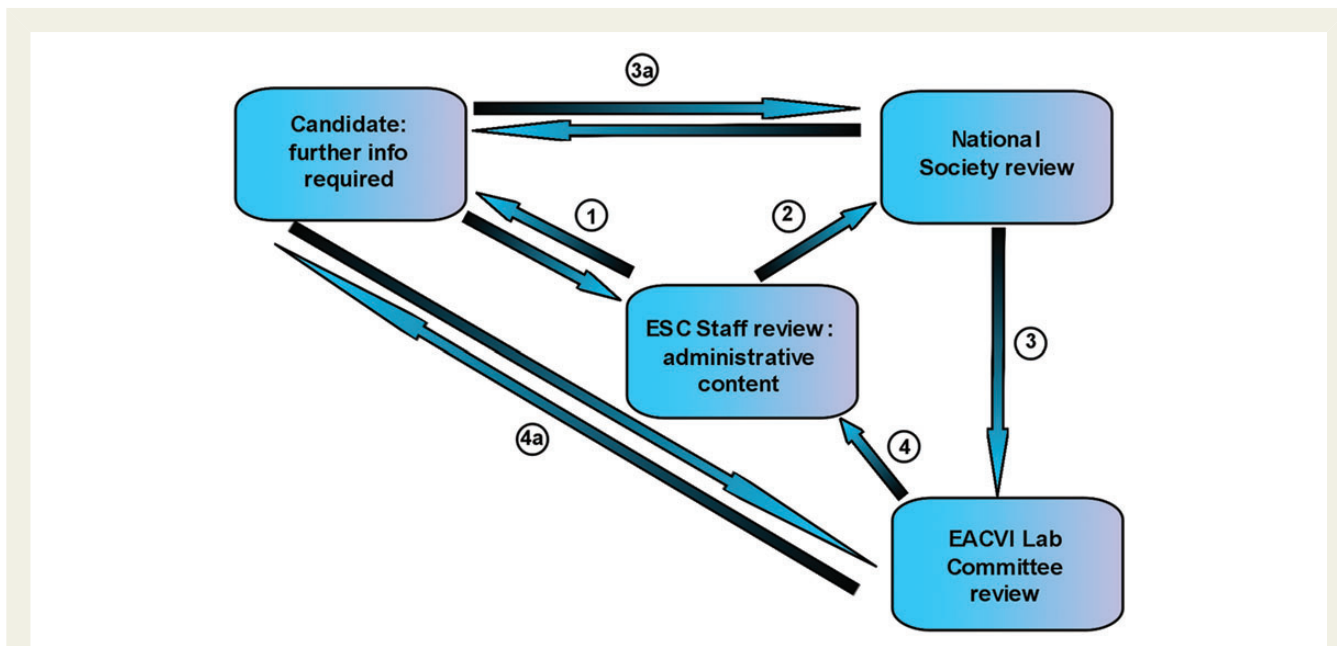 3a
Candidate:
further info
required
National
Society review
1
2
ESC Staff review :
administrative
content
3
4a
4
EACVI Lab
Committee
review